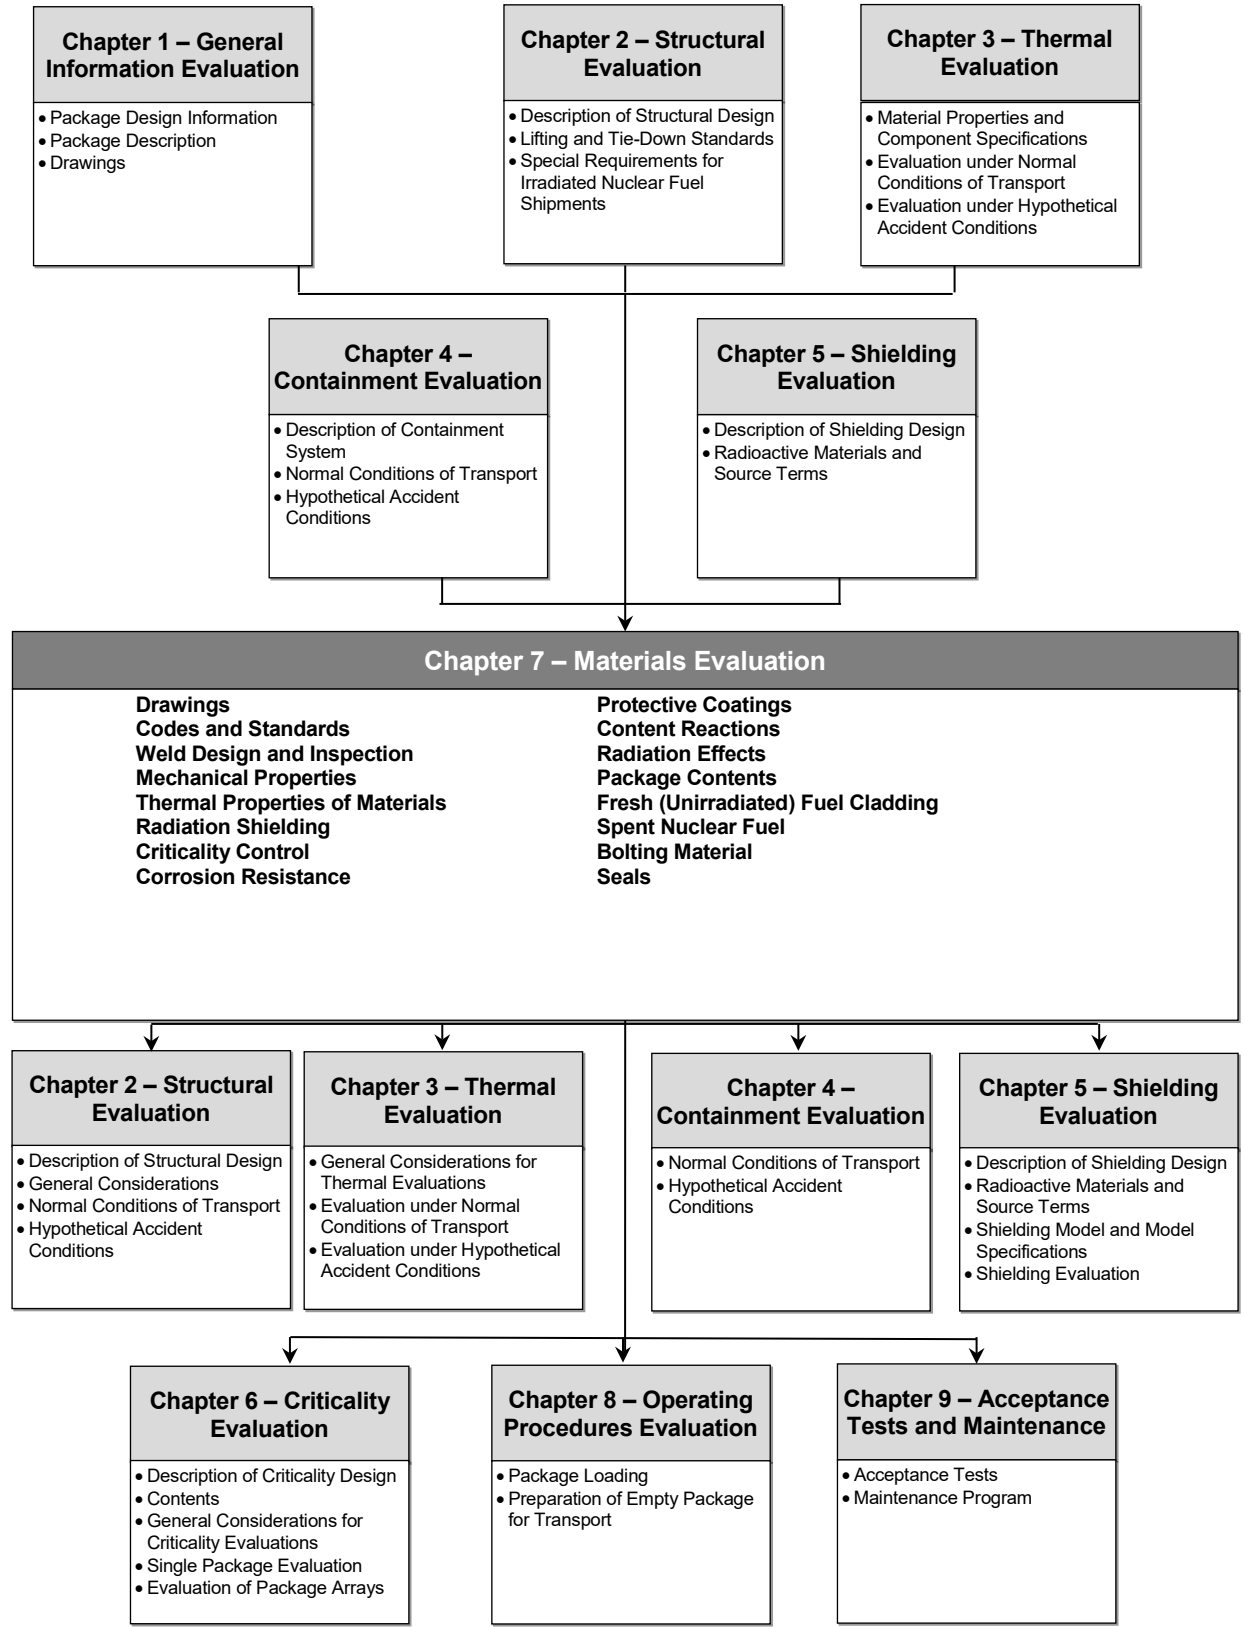 Chapter 1 – General
Information Evaluation
• Package Design Information
• Package Description
• Drawings
Chapter 2 – Structural
Evaluation
• Description of Structural Design
• Lifting and Tie-Down Standards
• Special Requirements for
Irradiated Nuclear Fuel
Shipments
Chapter 3 – Thermal
Evaluation
• Material Properties and
Component Specifications
• Evaluation under Normal
Conditions of Transport
• Evaluation under Hypothetical
Accident Conditions
Chapter 4 –
Containment Evaluation
• Description of Containment
System
• Normal Conditions of Transport
• Hypothetical Accident
Conditions
Chapter 5 – Shielding
Evaluation
• Description of Shielding Design
• Radioactive Materials and
Source Terms
Chapter 7 – Materials Evaluation
Drawings
Codes and Standards
Weld Design and Inspection
Mechanical Properties
Thermal Properties of Materials
Radiation Shielding
Criticality Control
Corrosion Resistance
Protective Coatings
Content Reactions
Radiation Effects
Package Contents
Fresh (Unirradiated) Fuel Cladding
Spent Nuclear Fuel
Bolting Material
Seals
Chapter 2 – Structural
Evaluation
• Description of Structural Design
• General Considerations
• Normal Conditions of Transport
• Hypothetical Accident
Conditions
Chapter 3 – Thermal
Evaluation
• General Considerations for
Thermal Evaluations
• Evaluation under Normal
Conditions of Transport
• Evaluation under Hypothetical
Accident Conditions
Chapter 4 –
Containment Evaluation
• Normal Conditions of Transport
• Hypothetical Accident
Conditions
Chapter 5 – Shielding
Evaluation
• Description of Shielding Design
• Radioactive Materials and
Source Terms
• Shielding Model and Model
Specifications
• Shielding Evaluation
Chapter 6 – Criticality
Evaluation
• Description of Criticality Design
• Contents
• General Considerations for
Criticality Evaluations
• Single Package Evaluation
• Evaluation of Package Arrays
Chapter 8 – Operating
Procedures Evaluation
• Package Loading
• Preparation of Empty Package
for Transport
Chapter 9 – Acceptance
Tests and Maintenance
• Acceptance Tests
• Maintenance Program